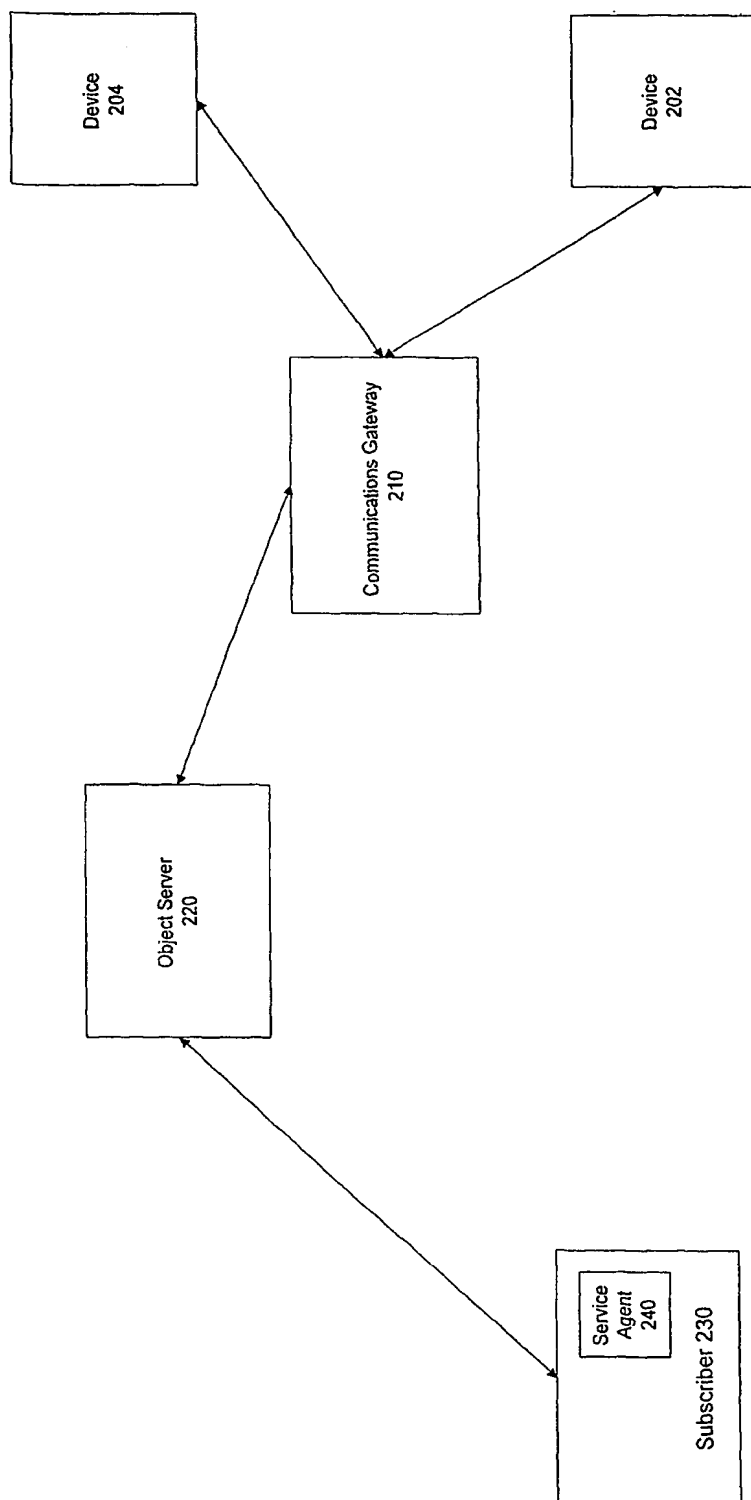 Device
204
Device
202
Communications Gateway
210
Object Server
220
Service
Agent
240
Subscriber 230